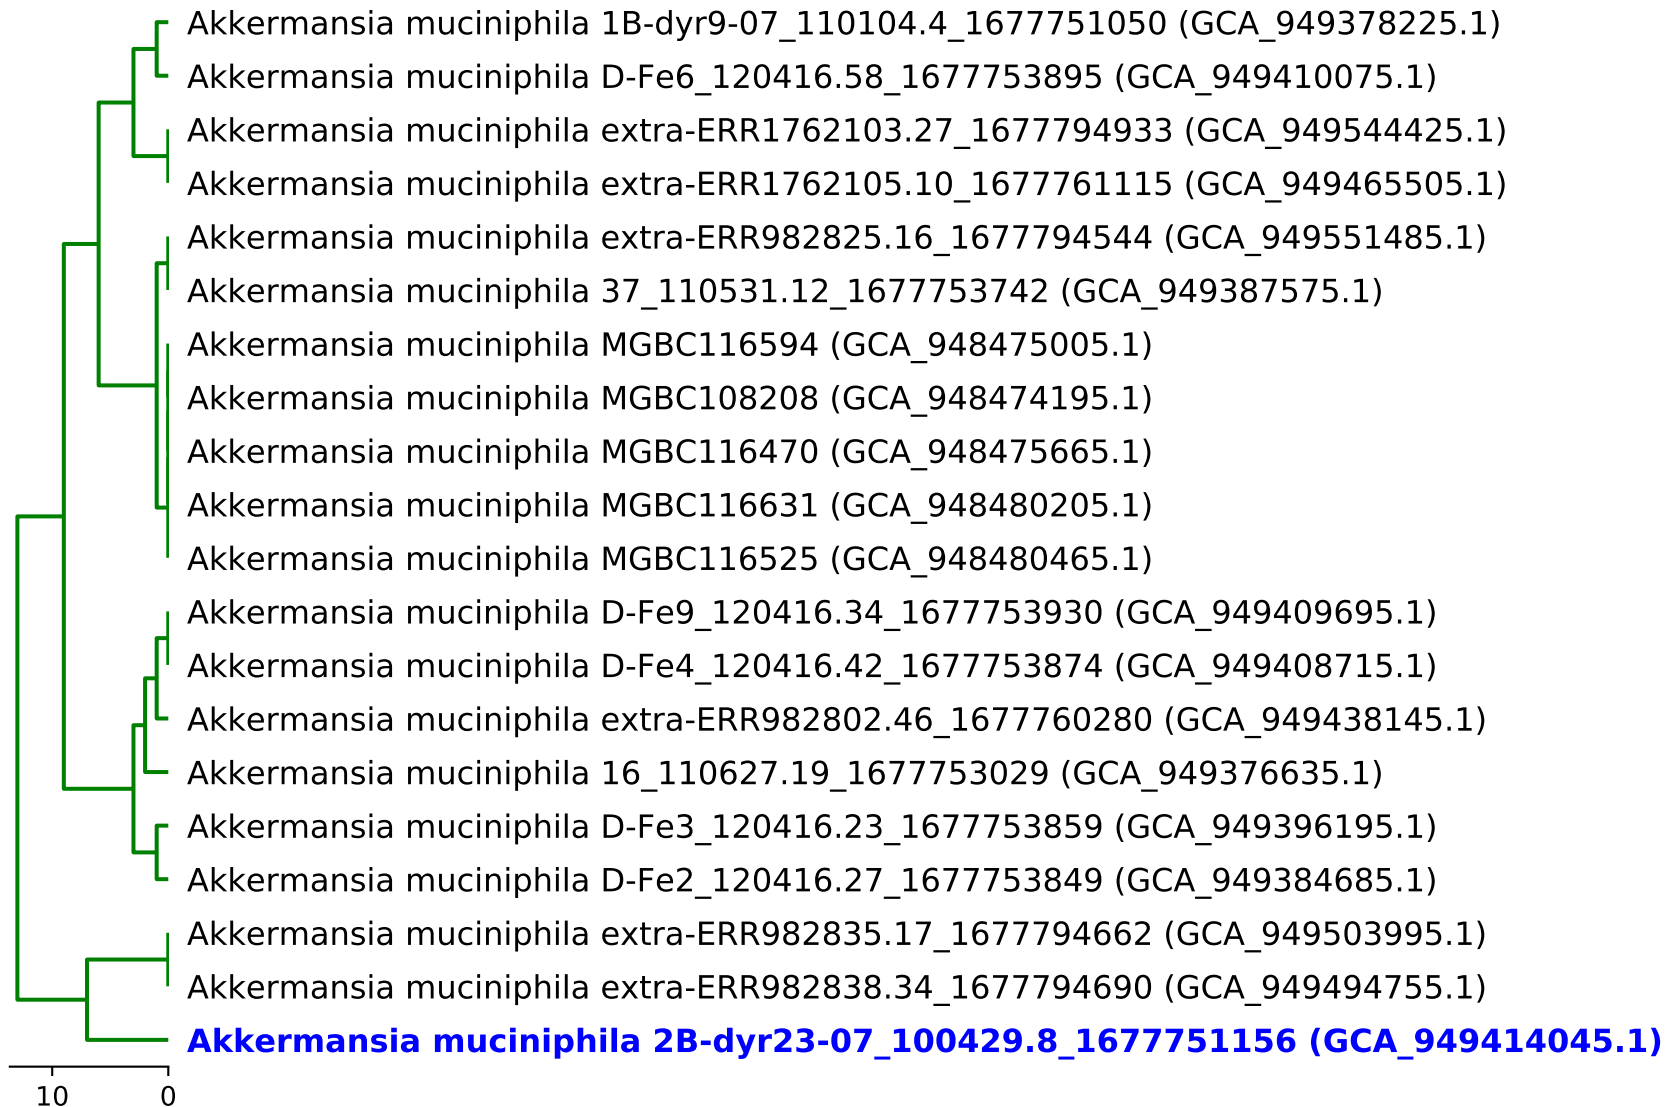 Akkermansia muciniphila 1B-dyr9-07_110104.4_1677751050 (GCA_949378225.1)
Akkermansia muciniphila D-Fe6_120416.58_1677753895 (GCA_949410075.1)
Akkermansia muciniphila extra-ERR1762103.27_1677794933 (GCA_949544425.1)
Akkermansia muciniphila extra-ERR1762105.10_1677761115 (GCA_949465505.1)
Akkermansia muciniphila extra-ERR982825.16_1677794544 (GCA_949551485.1)
Akkermansia muciniphila 37_110531.12_1677753742 (GCA_949387575.1)
Akkermansia muciniphila MGBC116594 (GCA_948475005.1)
Akkermansia muciniphila MGBC108208 (GCA_948474195.1)
Akkermansia muciniphila MGBC116470 (GCA_948475665.1)
Akkermansia muciniphila MGBC116631 (GCA_948480205.1)
Akkermansia muciniphila MGBC116525 (GCA_948480465.1)
Akkermansia muciniphila D-Fe9_120416.34_1677753930 (GCA_949409695.1)
Akkermansia muciniphila D-Fe4_120416.42_1677753874 (GCA_949408715.1)
Akkermansia muciniphila extra-ERR982802.46_1677760280 (GCA_949438145.1)
Akkermansia muciniphila 16_110627.19_1677753029 (GCA_949376635.1)
Akkermansia muciniphila D-Fe3_120416.23_1677753859 (GCA_949396195.1)
Akkermansia muciniphila D-Fe2_120416.27_1677753849 (GCA_949384685.1)
Akkermansia muciniphila extra-ERR982835.17_1677794662 (GCA_949503995.1)
Akkermansia muciniphila extra-ERR982838.34_1677794690 (GCA_949494755.1)
Akkermansia muciniphila 2B-dyr23-07_100429.8_1677751156 (GCA_949414045.1)
10 0